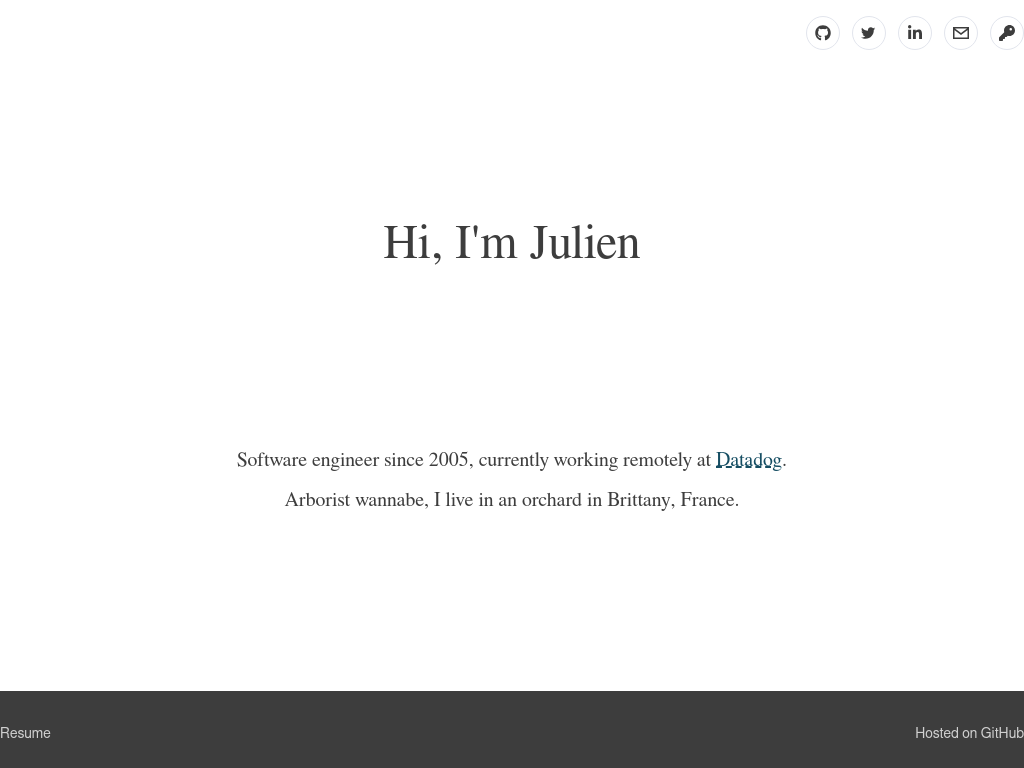 Hi, I'm Julien
Software engineer since 2005, currently working remotely at Datadog.
Arborist wannabe, I live in an orchard in Brittany, France.
Resume
Hosted on GitHub